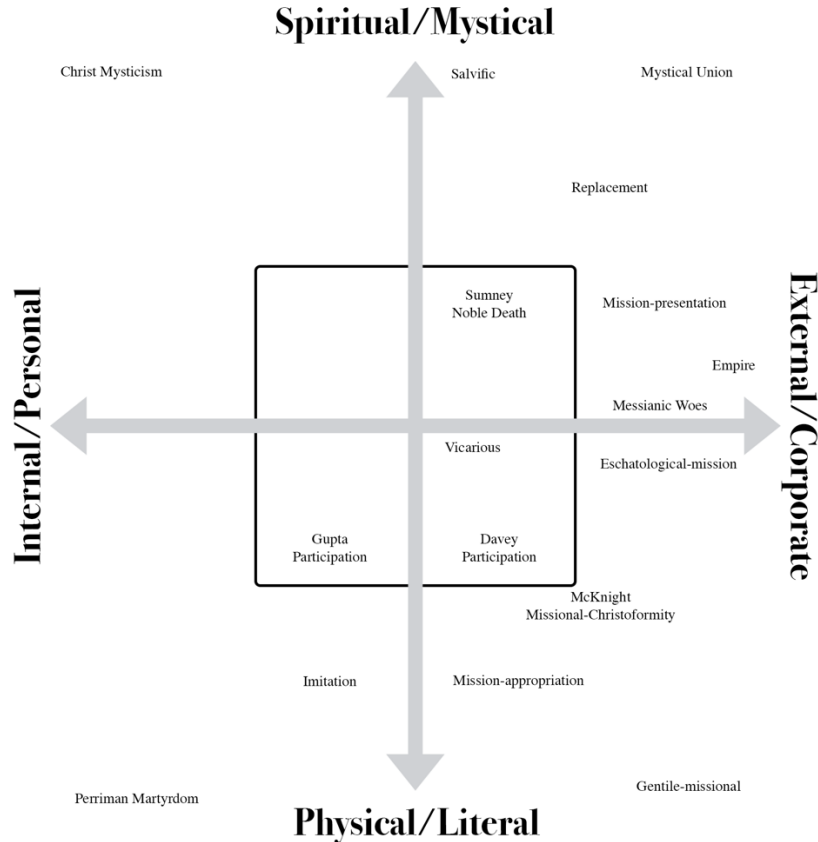 Spiritual/Mystical
Christ Mysticism
Salvific
Mystical Union
Replacement
Sumney
Noble Death
Mission-presentation
Internal/Personal
External/Corporate
Empire
Messianic Woes
Vicarious
Eschatological-mission
Gupta
Participation
Davey
Participation
McKnight
Missional-Christoformity
Imitation
Mission-appropriation
Perriman Martyrdom
Gentile-missional
Physical/Literal